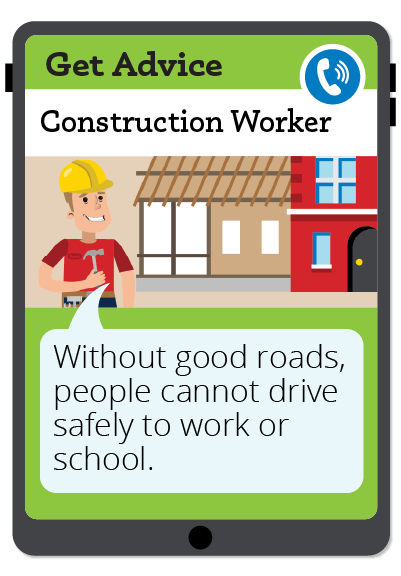 Get Advice
Construction Worker
Without good roads,
people cannot drive
safely to work or
school.